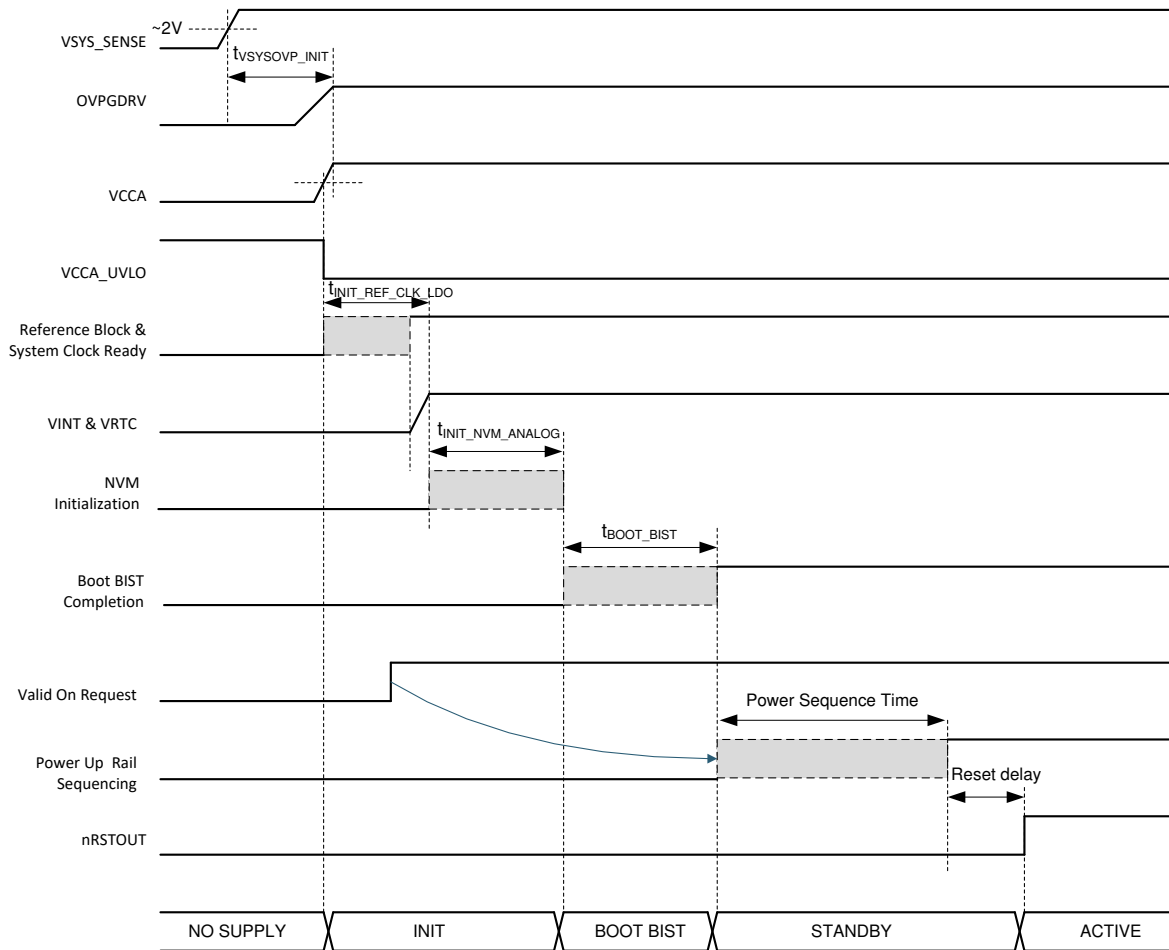 ~2V
VSYS_SENSE
tVSYSOVP_INIT
OVPGDRV
VCCA
VCCA_UVLO
tINIT_REF_CLK_LDO
Reference Block &
System Clock Ready
VINT & VRTC
tINIT_NVM_ANALOG
NVM
Initialization
tBOOT_BIST
Boot BIST
Completion
Valid On Request
Power Sequence Time
Power Up Rail
Sequencing
Reset delay
nRSTOUT
NO SUPPLY INIT BOOT BIST STANDBY ACTIVE